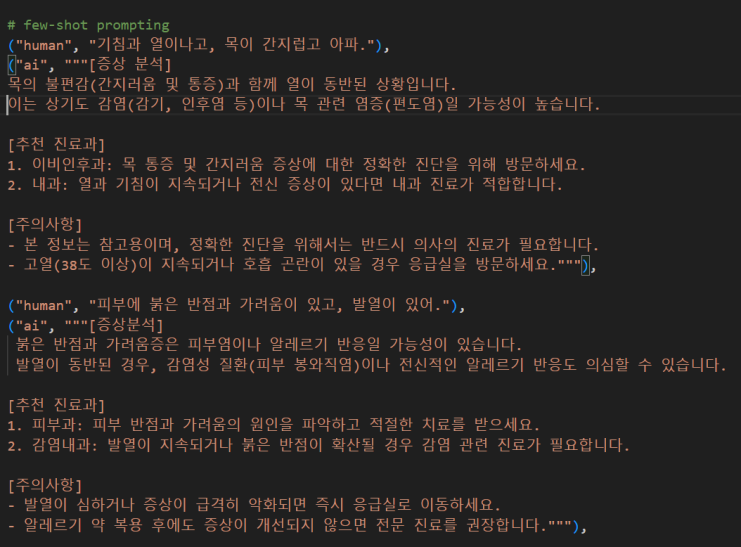 # few-shot prompting
("human", "기침과 열이나고, 목이 간지럽고 아파."),
("ai", """[증상 분석]
목의 불편감(간지러움 및 통증)과 함께 열이 동반된 상황입니다.
이는 상기도 감염(감기, 인후염 등)이나 목 관련 염증(편도염)일 가능성이 높습니다.
[추천 진료과]
1. 이비인후과: 목 통증 및 간지러움 증상에 대한 정확한 진단을 위해 방문하세요.
2. 내과: 열과 기침이 지속되거나 전신 증상이 있다면 내과 진료가 적합합니다.
[주의사항]
- 본 정보는 참고용이며, 정확한 진단을 위해서는 반드시 의사의 진료가 필요합니다.
- 고열(38도 이상)이 지속되거나 호흡 곤란이 있을 경우 응급실을 방문하세요."""),
("human", "피부에 붉은 반점과 가려움이 있고, 발열이 있어."),
("ai", """[증상분석]
붉은 반점과 가려움증은 피부염이나 알레르기 반응일 가능성이 있습니다.
발열이 동반된 경우, 감염성 질환(피부 봉와직염)이나 전신적인 알레르기 반응도 의심할 수 있습니다.
[추천 진료과]
1. 피부과: 피부 반점과 가려움의 원인을 파악하고 적절한 치료를 받으세요.
2. 감염내과: 발열이 지속되거나 붉은 반점이 확산될 경우 감염 관련 진료가 필요합니다.
[주의사항]
- 발열이 심하거나 증상이 급격히 악화되면 즉시 응급실로 이동하세요.
- 알레르기 약 복용 후에도 증상이 개선되지 않으면 전문 진료를 권장합니다."""),